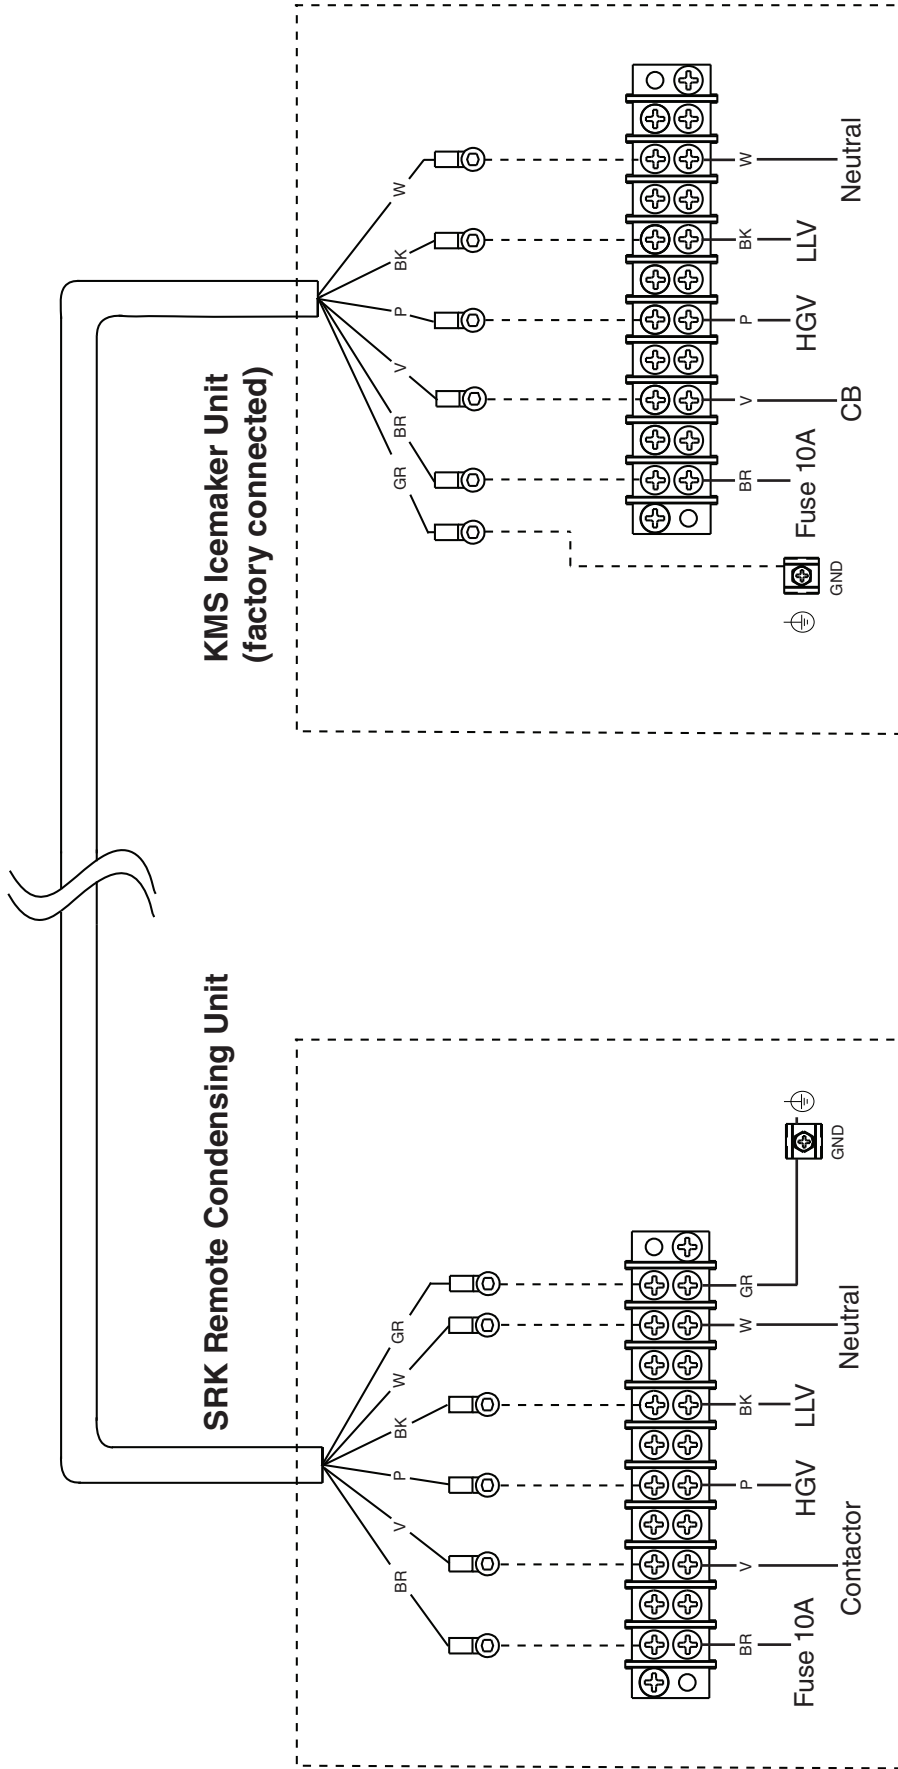 SRK Remote Condensing Unit
BR
V
P
BK
W
GR
BR
V
P
BK
W
GR
Fuse 10A
Contactor
HGV
LLV
Neutral
GND
KMS Icemaker Unit
(factory connected)
GR
BR
V
P
BK
W
BR
V
P
BK
W
GND
Fuse 10A
CB
HGV
LLV
Neutral